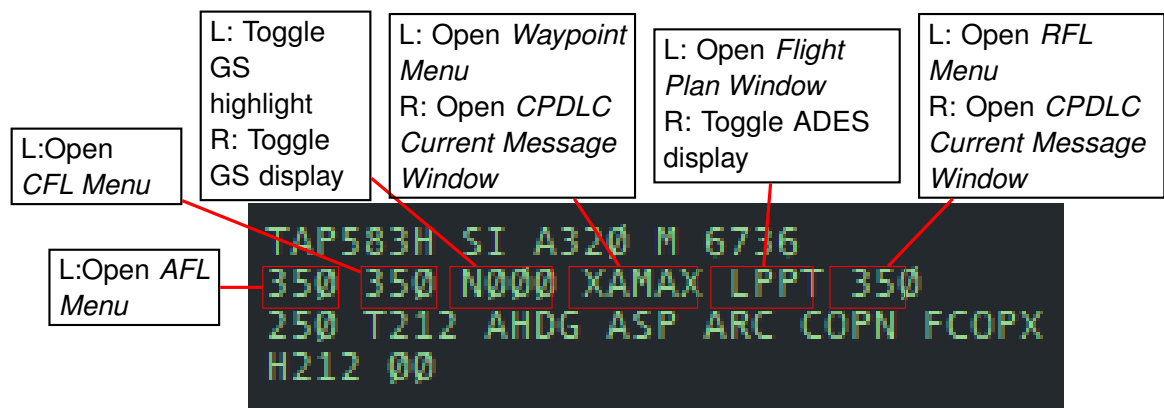 L: Toggle
GS
highlight
R: Toggle
GS display
L: Open Waypoint
Menu
R: Open CPDLC
Current Message
Window
L: Open Flight
Plan Window
R: Toggle ADES
display
L: Open RFL
Menu
R: Open CPDLC
Current Message
Window
L:Open
CFL Menu
L:Open AFL
Menu
TAP583H SI A320 M 6736
350 350 N000 XAMAX LPPT 350
250 T212 AHDG ASP ARC COPN FCOPX
H212 00